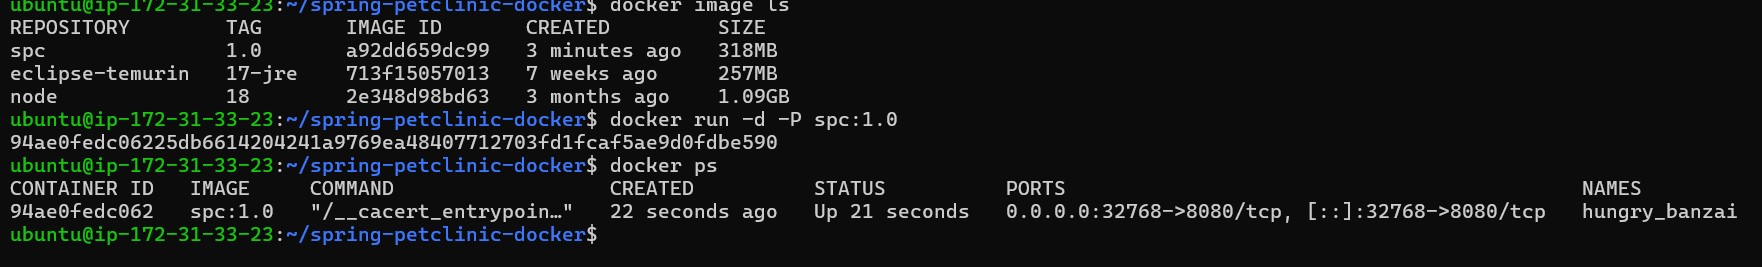 ubuntu@ip-172-31-33-23:~/spring-petclinic-docker$ docker image ls
REPOSITORY        TAG       IMAGE ID       CREATED         SIZE
spc               1.0       a92dd659dc99   3 minutes ago   318MB
eclipse-temurin   17-jre    713f15057013   7 weeks ago     257MB
node              18        2e348d98bd63   3 months ago    1.09GB
ubuntu@ip-172-31-33-23:~/spring-petclinic-docker$ docker run -d -P spc:1.0
94ae0fedc06225db6614204241a9769ea48407712703fd1fcaf5ae9d0fdbe590
ubuntu@ip-172-31-33-23:~/spring-petclinic-docker$ docker ps
CONTAINER ID   IMAGE     COMMAND                  CREATED          STATUS          PORTS                                           NAMES
94ae0fedc062   spc:1.0   "/__cacert_entrypoin…"   22 seconds ago   Up 21 seconds   0.0.0.0:32768->8080/tcp, [::]:32768->8080/tcp   hungry_banzai
ubuntu@ip-172-31-33-23:~/spring-petclinic-docker$